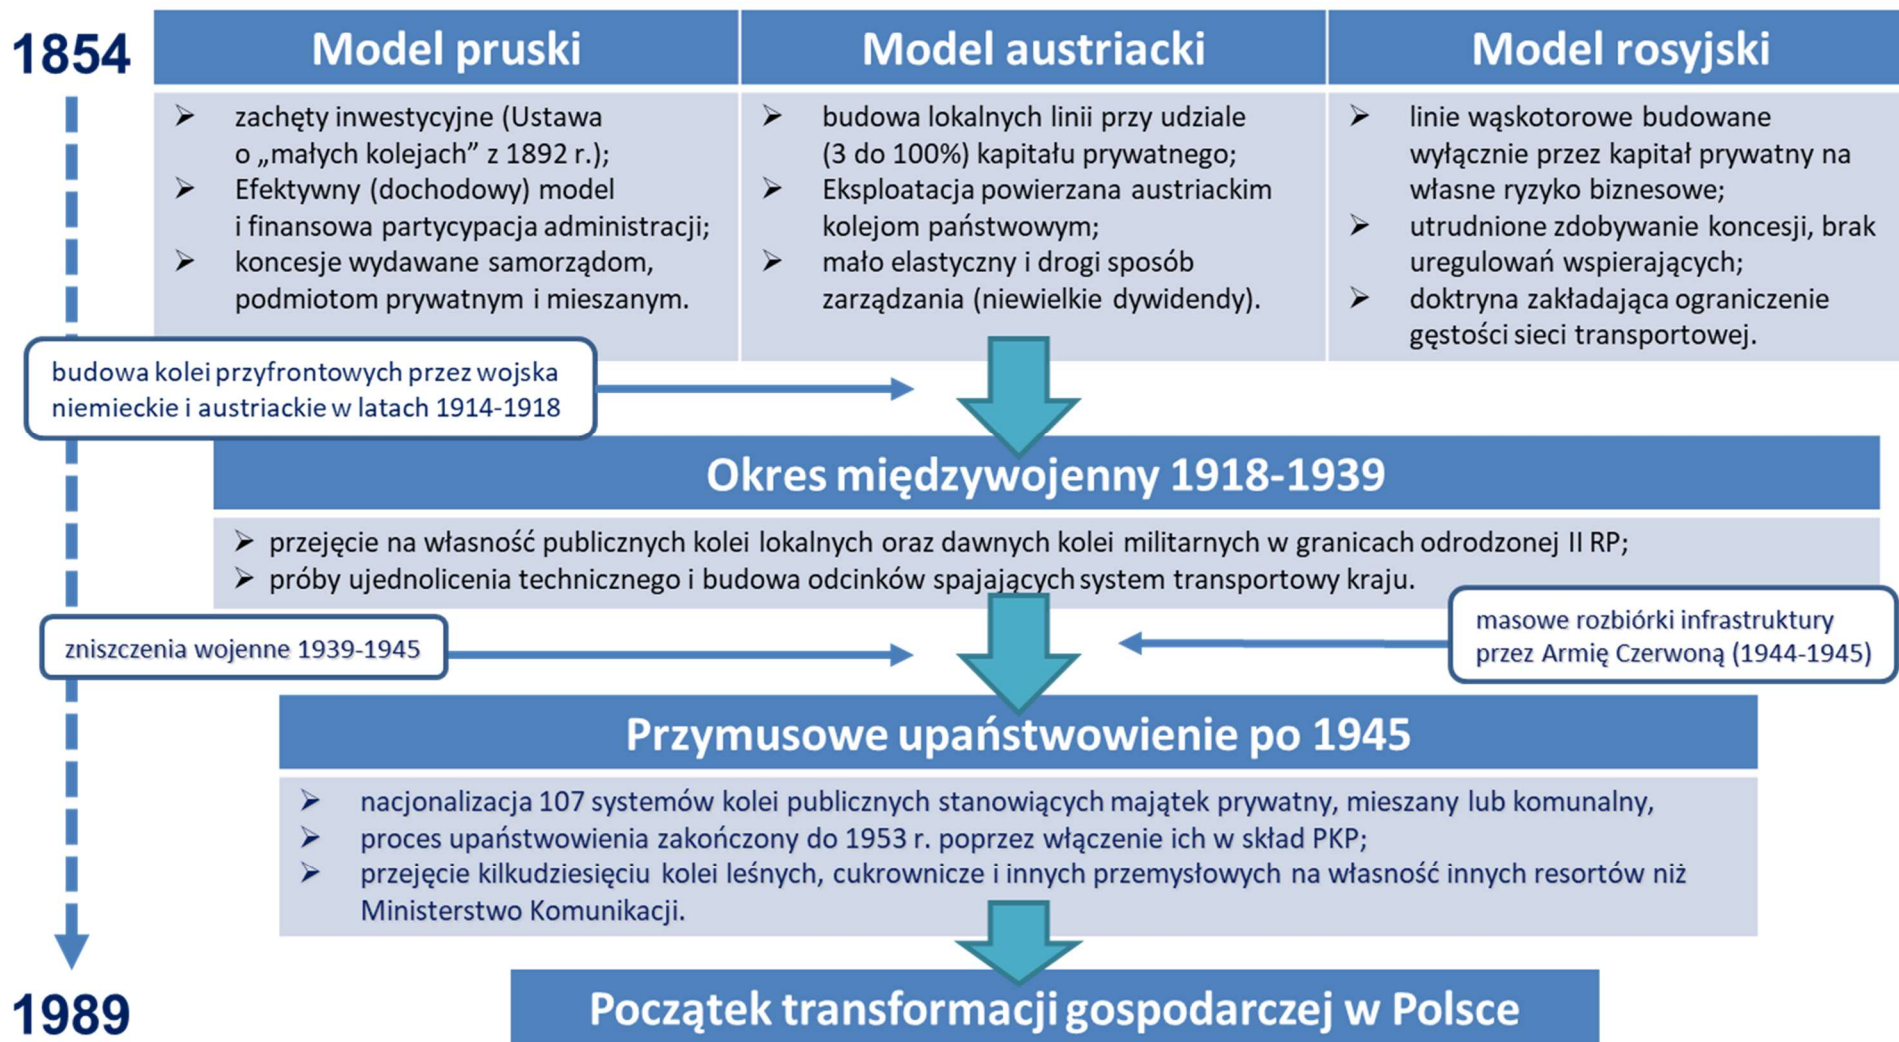 1854
Model pruski
Model austriacki
Model rosyjski
➢ zachęty inwestycyjne (Ustawa
o „małych kolejach” z 1892 r.);
➢ Efektywny (dochodowy) model
i finansowa partycypacja administracji;
➢ koncesje wydawane samorządom,
podmiotom prywatnym i mieszanym.
➢ budowa lokalnych linii przy udziale
(3 do 100%) kapitału prywatnego;
➢ Eksploatacja powierzana austriackim
kolejom państwowym;
➢ mało elastyczny i drogi sposób
zarządzania (niewielkie dywidendy).
➢ linie wąskotorowe budowane
wyłącznie przez kapitał prywatny na
własne ryzyko biznesowe;
➢ utrudnione zdobywanie koncesji, brak
uregulowań wspierających;
➢ doktryna zakładająca ograniczenie
gęstości sieci transportowej.
budowa kolei przyfrontowych przez wojska
niemieckie i austriackie w latach 1914-1918
Okres międzywojenny 1918-1939
➢ przejęcie na własność publicznych kolei lokalnych oraz dawnych kolei militarnych w granicach odrodzonej II RP;
➢ próby ujednolicenia technicznego i budowa odcinków spajających system transportowy kraju.
zniszczenia wojenne 1939-1945
masowe rozbiórki infrastruktury
przez Armię Czerwoną (1944-1945)
Przymusowe upaństwowienie po 1945
➢ nacjonalizacja 107 systemów kolei publicznych stanowiących majątek prywatny, mieszany lub komunalny,
➢ proces upaństwowienia zakończony do 1953 r. poprzez włączenie ich w skład PKP;
➢ przejęcie kilkudziesięciu kolei leśnych, cukrownicze i innych przemysłowych na własność innych resortów niż
Ministerstwo Komunikacji.
1989
Początek transformacji gospodarczej w Polsce